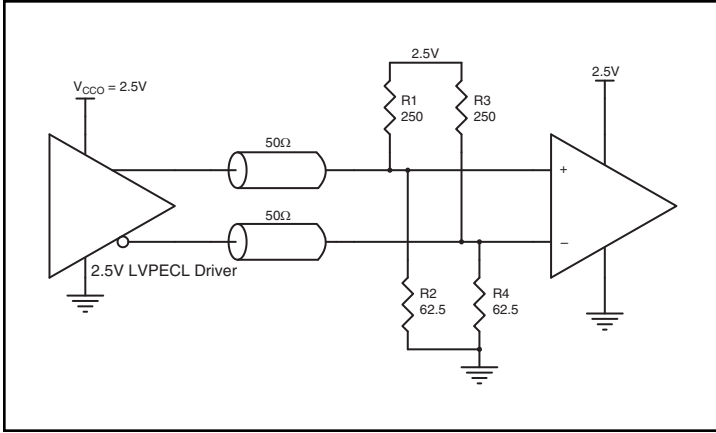 2.5V
V_CCO = 2.5V
2.5V
R1
250
R3
250
50Ω
+
50Ω
−
2.5V LVPECL Driver
R2
62.5
R4
62.5